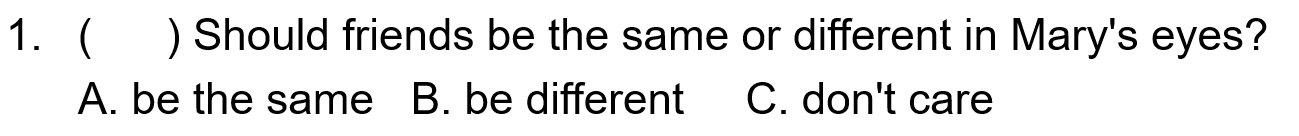 1. (    ) Should friends be the same or different in Mary's eyes?
A. be the same  B. be different    C. don't care